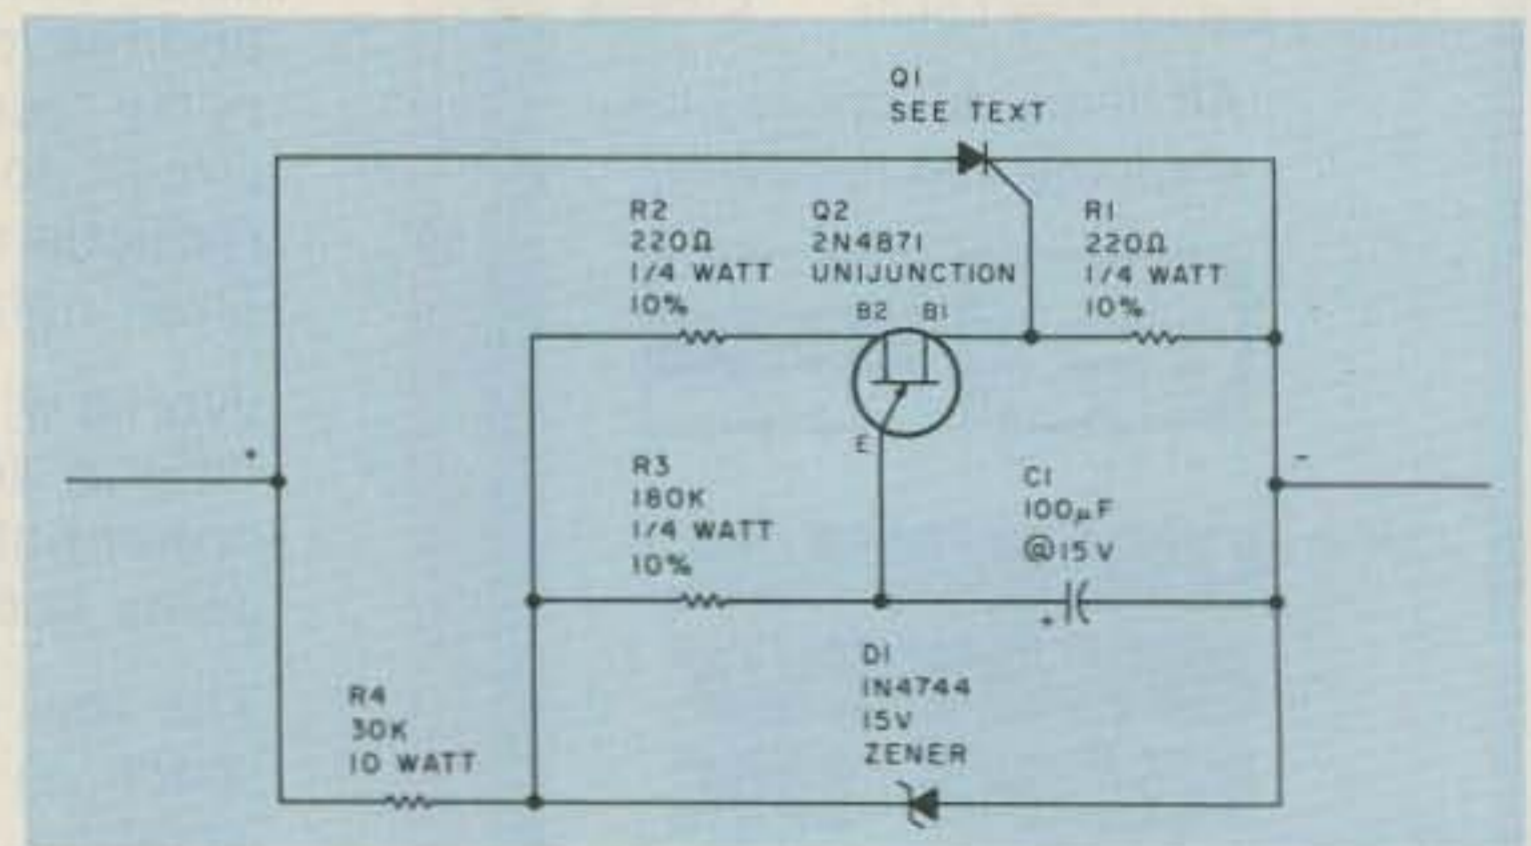 Q1
SEE TEXT
R2
220Ω
1/4 WATT
10%
Q2
2N4871
UNIJUNCTION
B2 B1
R1
220Ω
1/4 WATT
10%
E
+
-
R3
180K
1/4 WATT
10%
C1
100µF
@15V
+
R4
30K
10 WATT
D1
1N4744
15V
ZENER